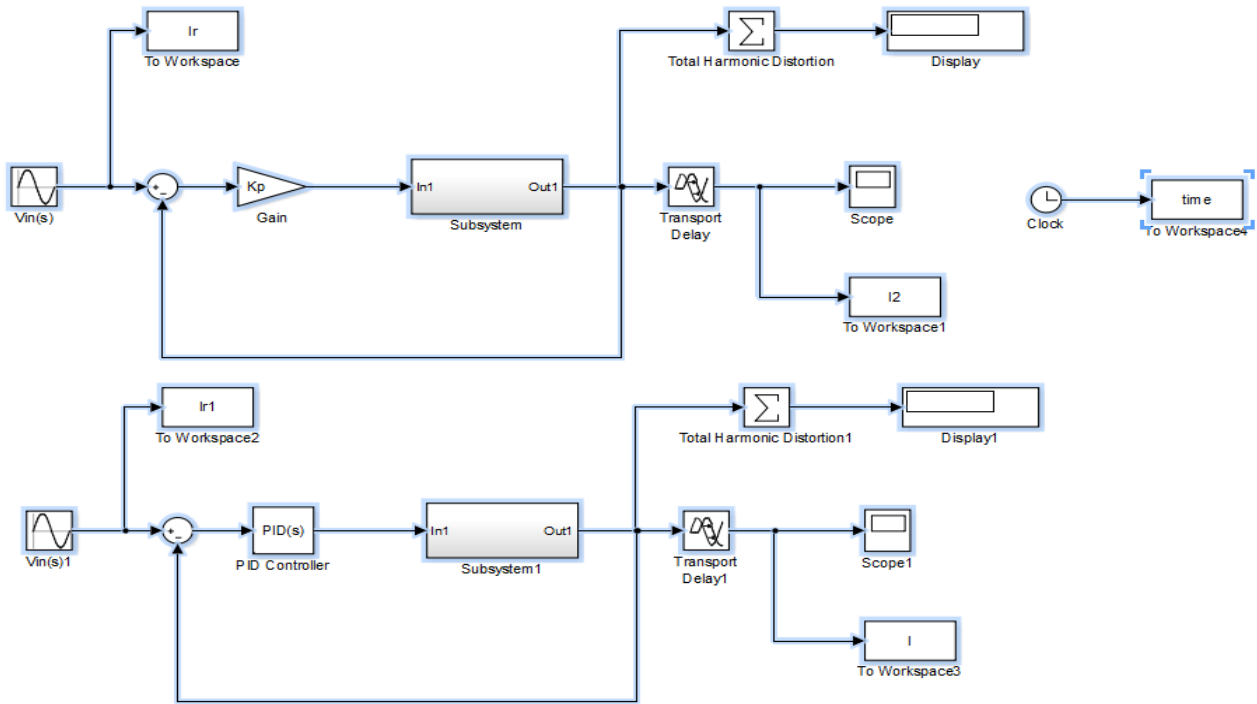 Ir
To Workspace
Total Harmonic Distortion
Display
+
-
Vin(s)
Kp
Gain
In1
Out1
Subsystem
Transport
Delay
Scope
Clock
time
To Workspace4
I2
To Workspace1
Ir1
To Workspace2
Total Harmonic Distortion1
Display1
+
-
Vin(s)1
PID(s)
PID Controller
In1
Out1
Subsystem1
Transport
Delay1
Scope1
I
To Workspace3